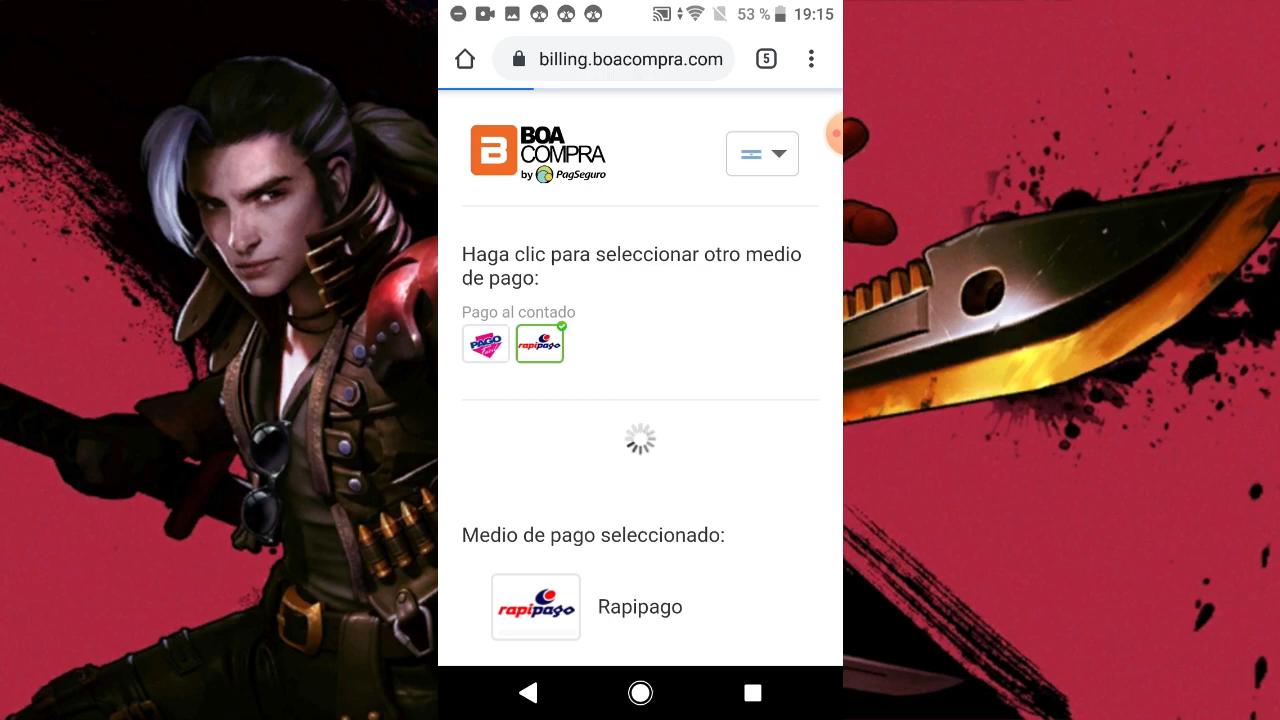 53 % 19:15
billing.boacompra.com 5
B BOA
COMPRA
by PagSeguro
Haga clic para seleccionar otro medio
de pago:
Pago al contado
PAGO rapipago
Medio de pago seleccionado:
rapipago Rapipago